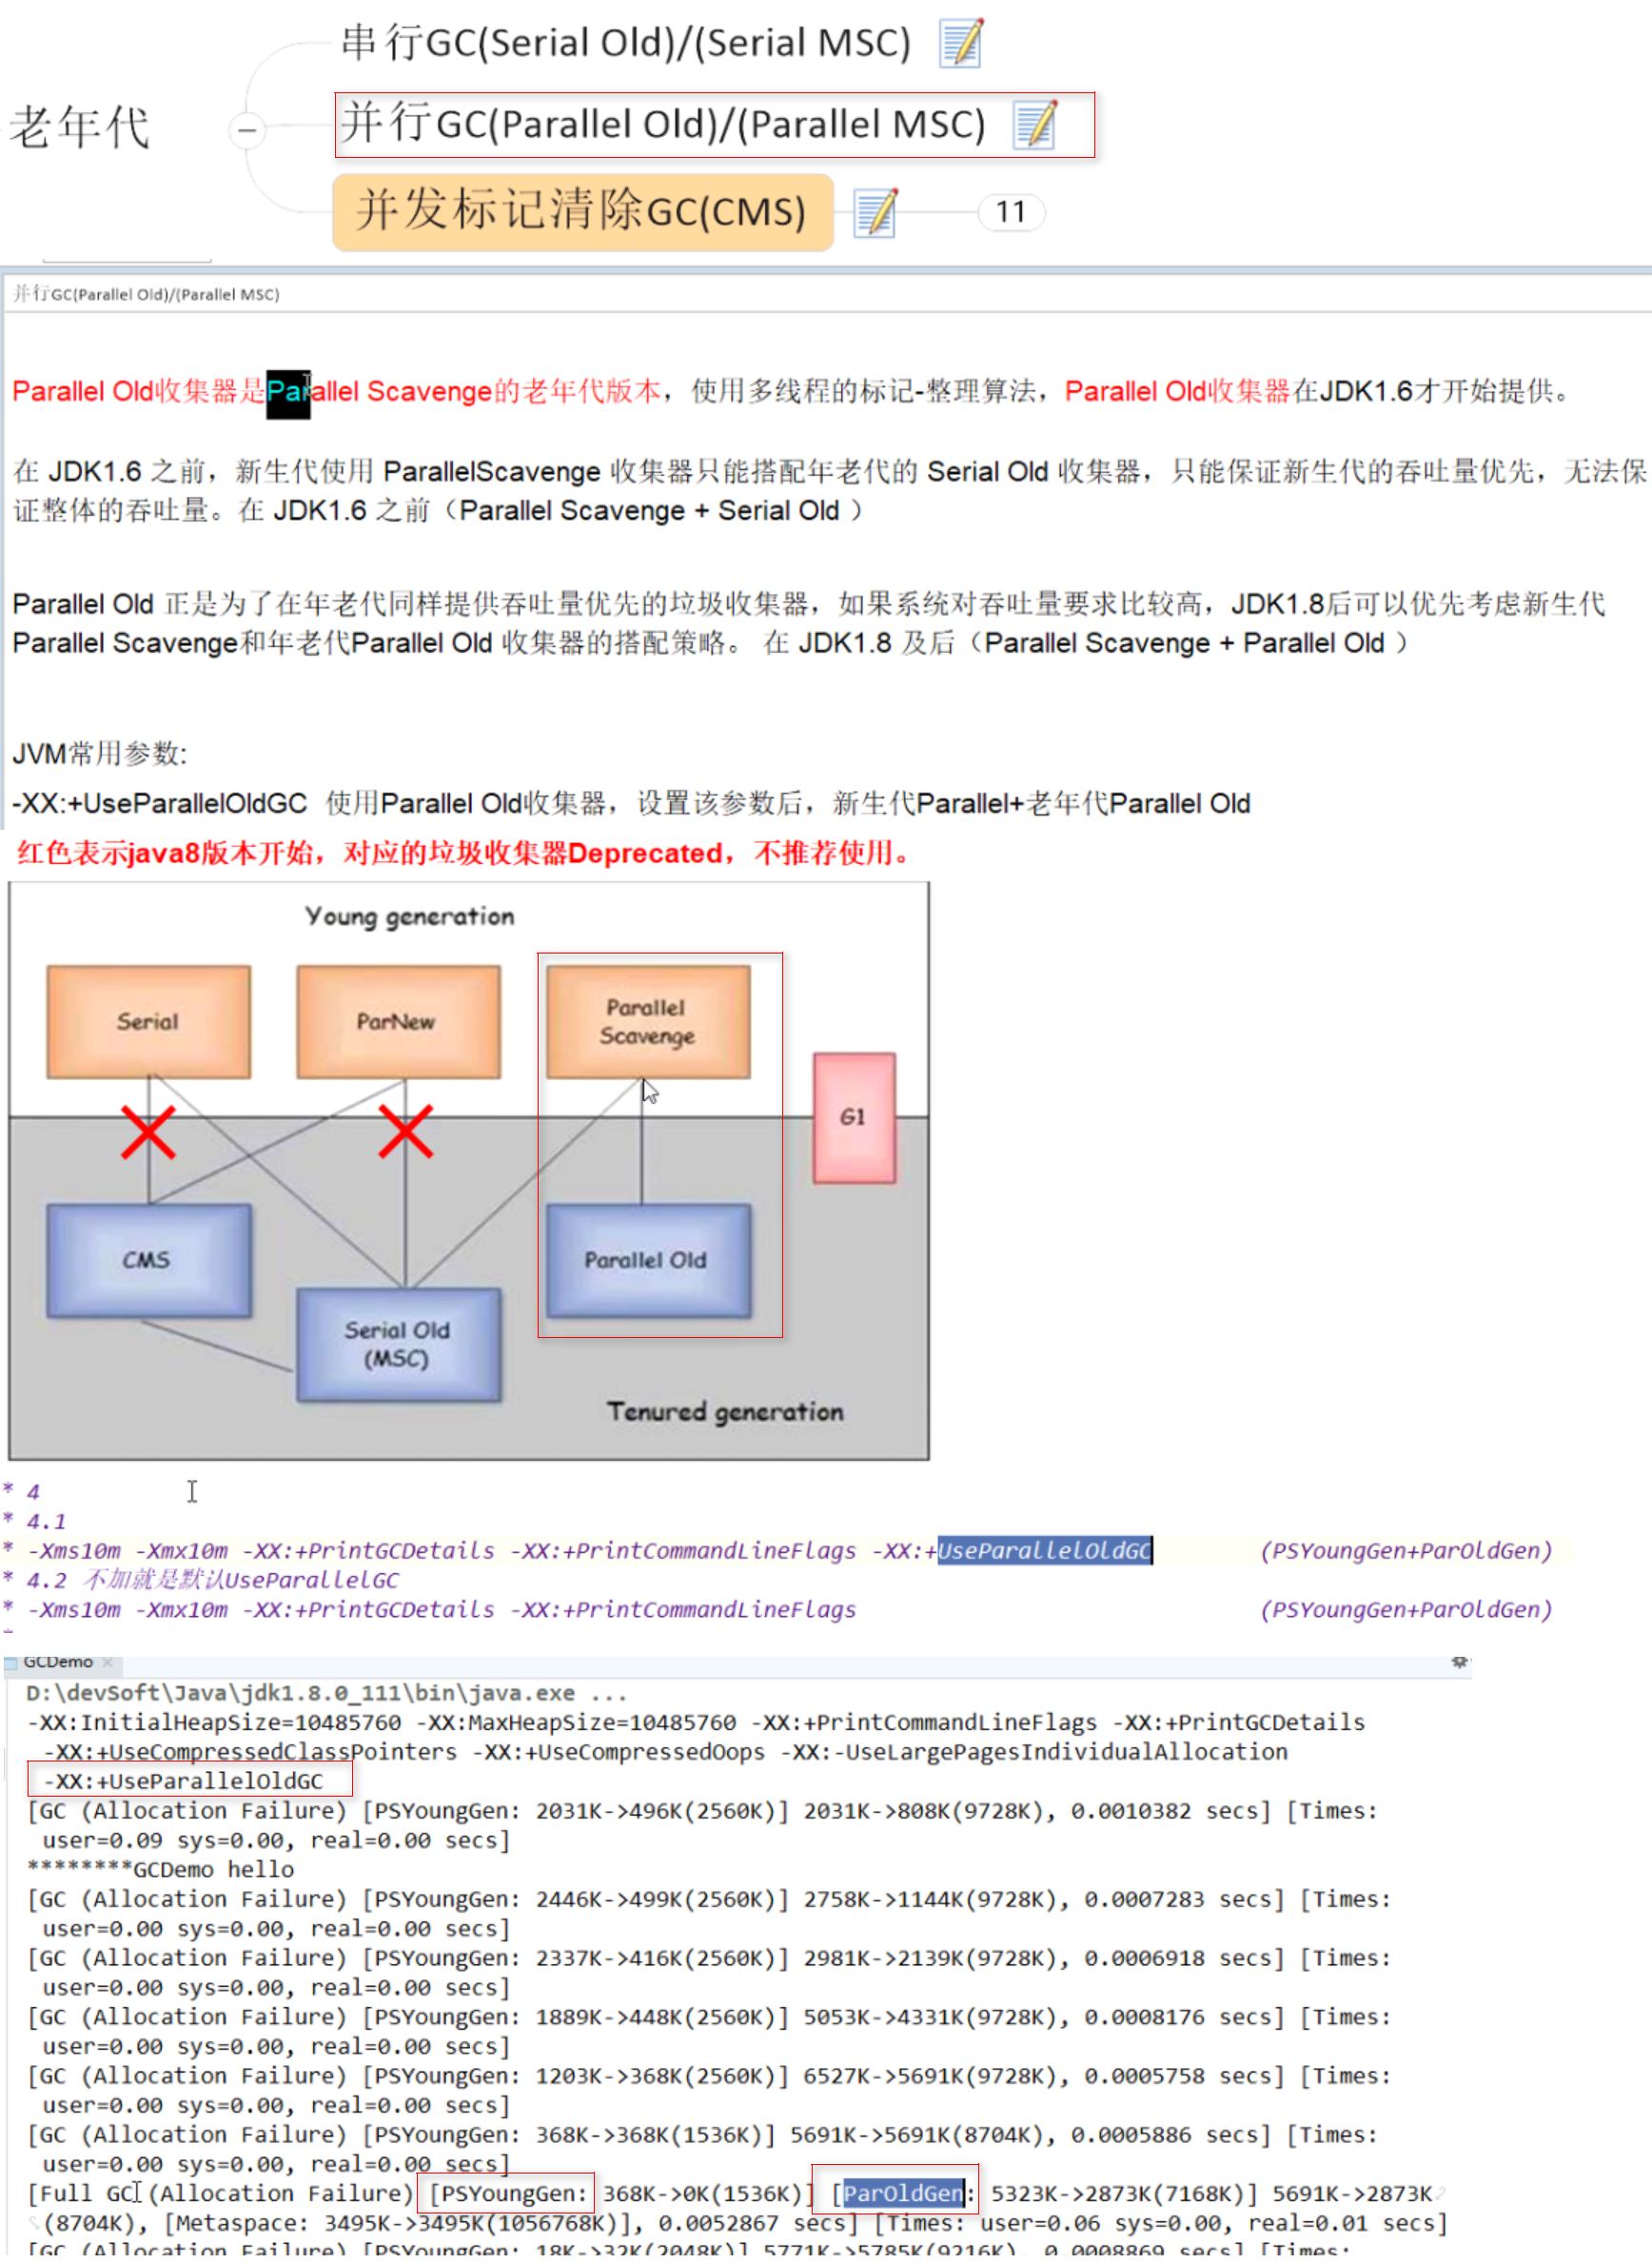 串行GC(Serial Old)/(Serial MSC)
老年代
并行GC(Parallel Old)/(Parallel MSC)
并发标记清除GC(CMS)
11
并行GC(Parallel Old)/(Parallel MSC)
Parallel Old收集器是Parallel Scavenge的老年代版本，使用多线程的标记-整理算法，Parallel Old收集器在JDK1.6才开始提供。
在 JDK1.6 之前，新生代使用 ParallelScavenge 收集器只能搭配年老代的 Serial Old 收集器，只能保证新生代的吞吐量优先，无法保
证整体的吞吐量。在 JDK1.6 之前（Parallel Scavenge + Serial Old ）
Parallel Old 正是为了在年老代同样提供吞吐量优先的垃圾收集器，如果系统对吞吐量要求比较高，JDK1.8后可以优先考虑新生代
Parallel Scavenge和年老代Parallel Old 收集器的搭配策略。 在 JDK1.8 及后（Parallel Scavenge + Parallel Old ）
JVM常用参数:
-XX:+UseParallelOldGC  使用Parallel Old收集器，设置该参数后，新生代Parallel+老年代Parallel Old
红色表示java8版本开始，对应的垃圾收集器Deprecated，不推荐使用。
Young generation
Serial
ParNew
Parallel
Scavenge
G1
CMS
Parallel Old
Serial Old
(MSC)
Tenured generation
* 4
* 4.1
* -Xms10m -Xmx10m -XX:+PrintGCDetails -XX:+PrintCommandLineFlags -XX:+UseParallelOldGC (PSYoungGen+ParOldGen)
* 4.2 不加就是默认UseParallelGC
* -Xms10m -Xmx10m -XX:+PrintGCDetails -XX:+PrintCommandLineFlags (PSYoungGen+ParOldGen)
GCDemo ×
D:\devSoft\Java\jdk1.8.0_111\bin\java.exe ...
-XX:InitialHeapSize=10485760 -XX:MaxHeapSize=10485760 -XX:+PrintCommandLineFlags -XX:+PrintGCDetails
-XX:+UseCompressedClassPointers -XX:+UseCompressedOops -XX:-UseLargePagesIndividualAllocation
-XX:+UseParallelOldGC
[GC (Allocation Failure) [PSYoungGen: 2031K->496K(2560K)] 2031K->808K(9728K), 0.0010382 secs] [Times:
user=0.09 sys=0.00, real=0.00 secs]
********GCDemo hello
[GC (Allocation Failure) [PSYoungGen: 2446K->499K(2560K)] 2758K->1144K(9728K), 0.0007283 secs] [Times:
user=0.00 sys=0.00, real=0.00 secs]
[GC (Allocation Failure) [PSYoungGen: 2337K->416K(2560K)] 2981K->2139K(9728K), 0.0006918 secs] [Times:
user=0.00 sys=0.00, real=0.00 secs]
[GC (Allocation Failure) [PSYoungGen: 1889K->448K(2560K)] 5053K->4331K(9728K), 0.0008176 secs] [Times:
user=0.00 sys=0.00, real=0.00 secs]
[GC (Allocation Failure) [PSYoungGen: 1203K->368K(2560K)] 6527K->5691K(9728K), 0.0005758 secs] [Times:
user=0.00 sys=0.00, real=0.00 secs]
[GC (Allocation Failure) [PSYoungGen: 368K->368K(1536K)] 5691K->5691K(8704K), 0.0005886 secs] [Times:
user=0.00 sys=0.00, real=0.00 secs]
[Full GC (Allocation Failure) [PSYoungGen: 368K->0K(1536K)] [ParOldGen: 5323K->2873K(7168K)] 5691K->2873K
(8704K), [Metaspace: 3495K->3495K(1056768K)], 0.0052867 secs] [Times: user=0.06 sys=0.00, real=0.01 secs]
[GC (Allocation Failure) [PSYoungGen: 18K->32K(2048K)] 5771K->5785K(9216K), 0.0008869 secs] [Times: